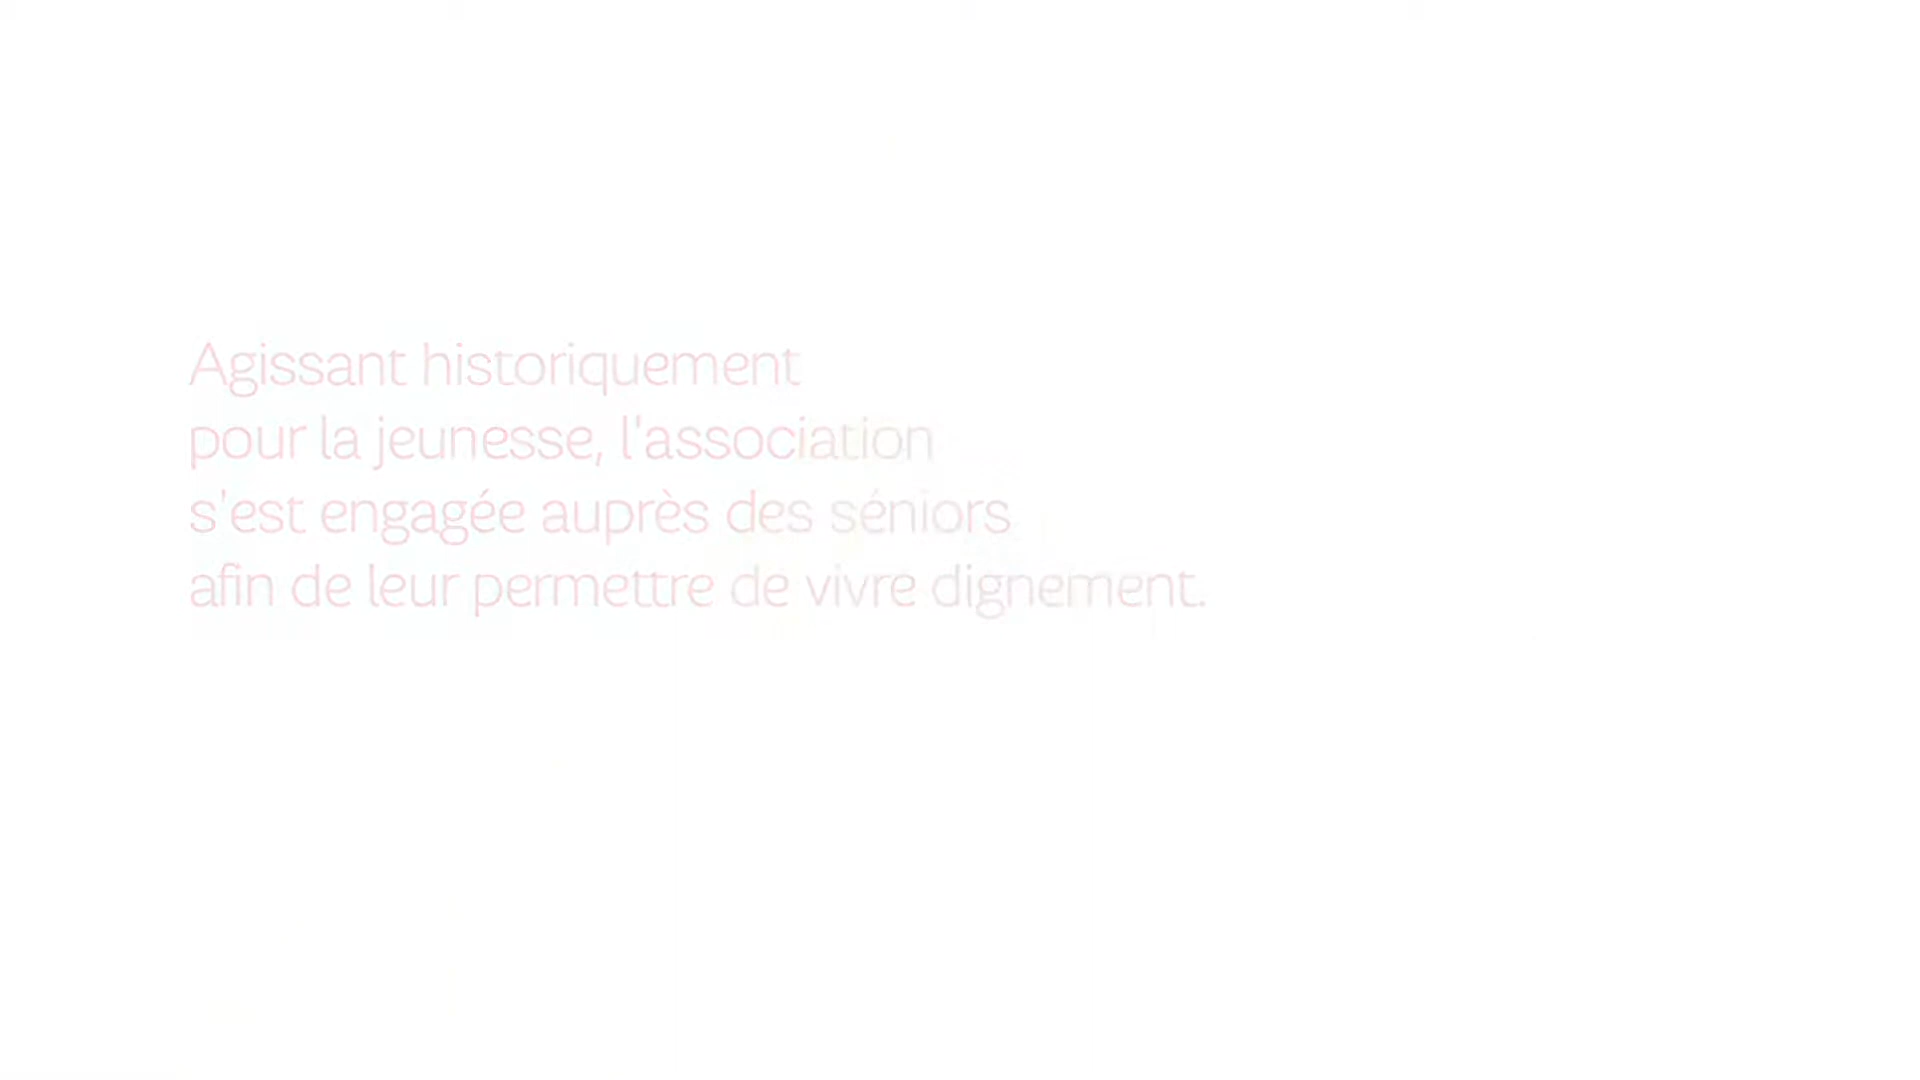 Agissant historiquement
pour la jeunesse, l'association
s'est engagée auprès des séniors
afin de leur permettre de vivre dignement.